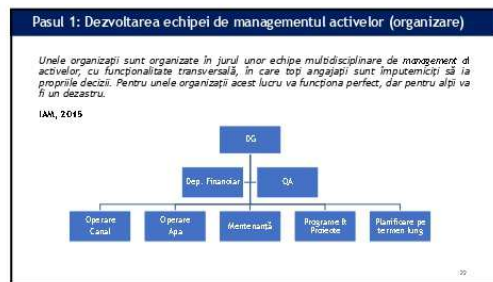 Pasul 1: Dezvoltarea echipei de managementul activelor (organizare)
Unele organizații sunt organizate în jurul unor echipe multidisciplinare de management al
activelor, cu funcționalitate transversală, în care toți angajații sunt împuterniciți să ia
propriile decizii. Pentru unele organizații acest lucru va funcționa perfect, dar pentru alții va
fi un dezastru.
IAM, 2015
DG
Dep. Financiar
QA
Operare
Canal
Operare
Apa
Mentenanță
Programe &
Proiecte
Planificare pe
termen lung
22